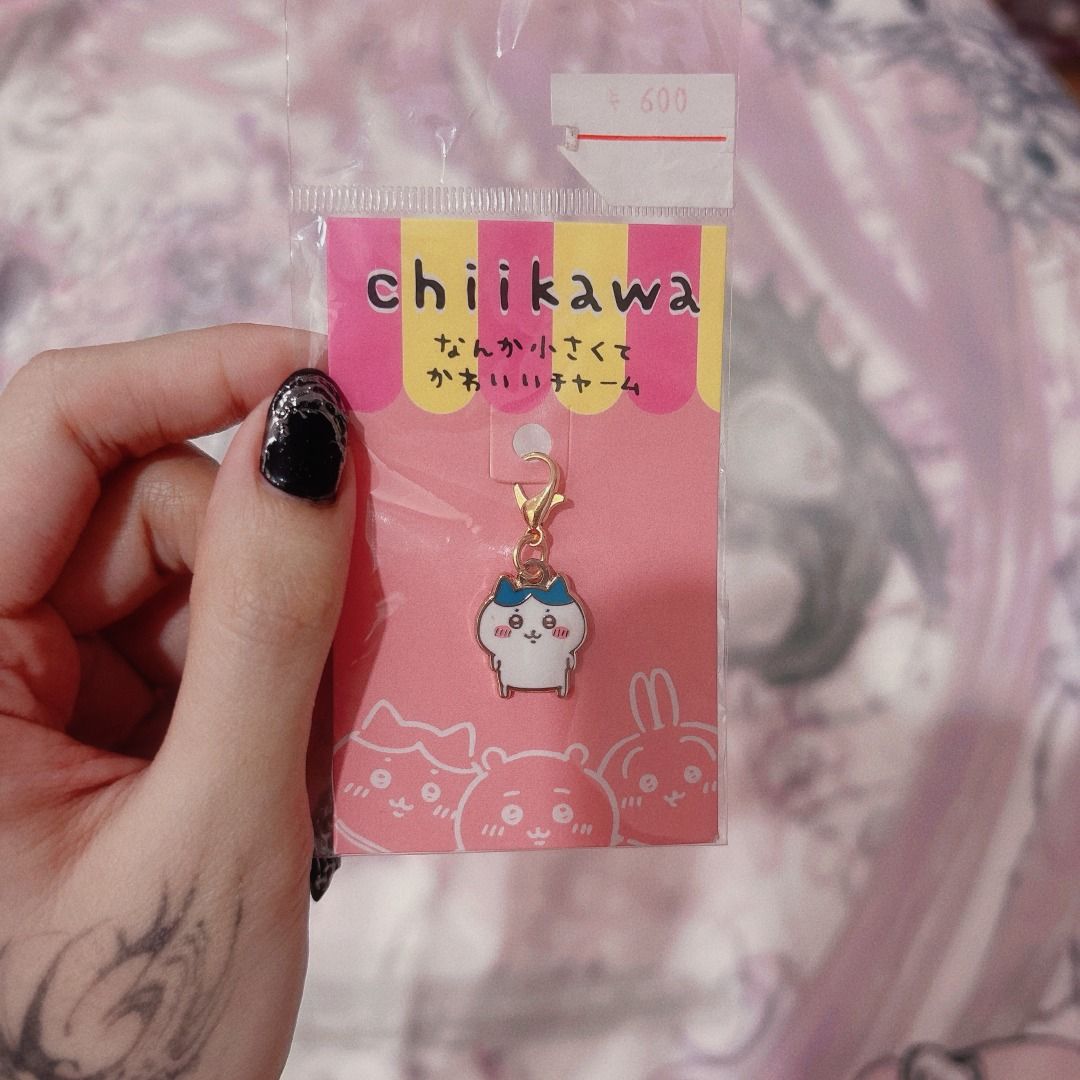 ¥ 600
chiikawa
なんか小さくて
かわいいチャーム